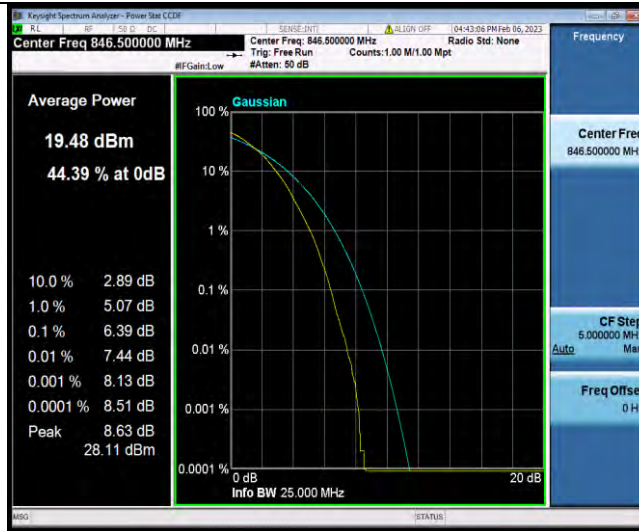 Keysight Spectrum Analyzer - Power Stat CCDF
RL RF 50 Ω DC SENSE:INT ALIGN OFF 04:43:06 PM Feb 06, 2023
Center Freq 846.500000 MHz
Center Freq: 846.500000 MHz Radio Std: None
Trig: Free Run Counts:1.00 M/1.00 Mpt
#IFGain:Low #Atten: 50 dB
Frequency
Average Power
19.48 dBm
44.39 % at 0dB
10.0 % 2.89 dB
1.0 % 5.07 dB
0.1 % 6.39 dB
0.01 % 7.44 dB
0.001 % 8.13 dB
0.0001 % 8.51 dB
Peak 8.63 dB
28.11 dBm
Gaussian
100 %
10 %
1 %
0.1 %
0.01 %
0.001 %
0.0001 %
0 dB 20 dB
Info BW 25.000 MHz
Center Fre
846.500000 MH
CF Step
5.000000 MH
Auto Ma
Freq Offse
0 H
MSG STATUS